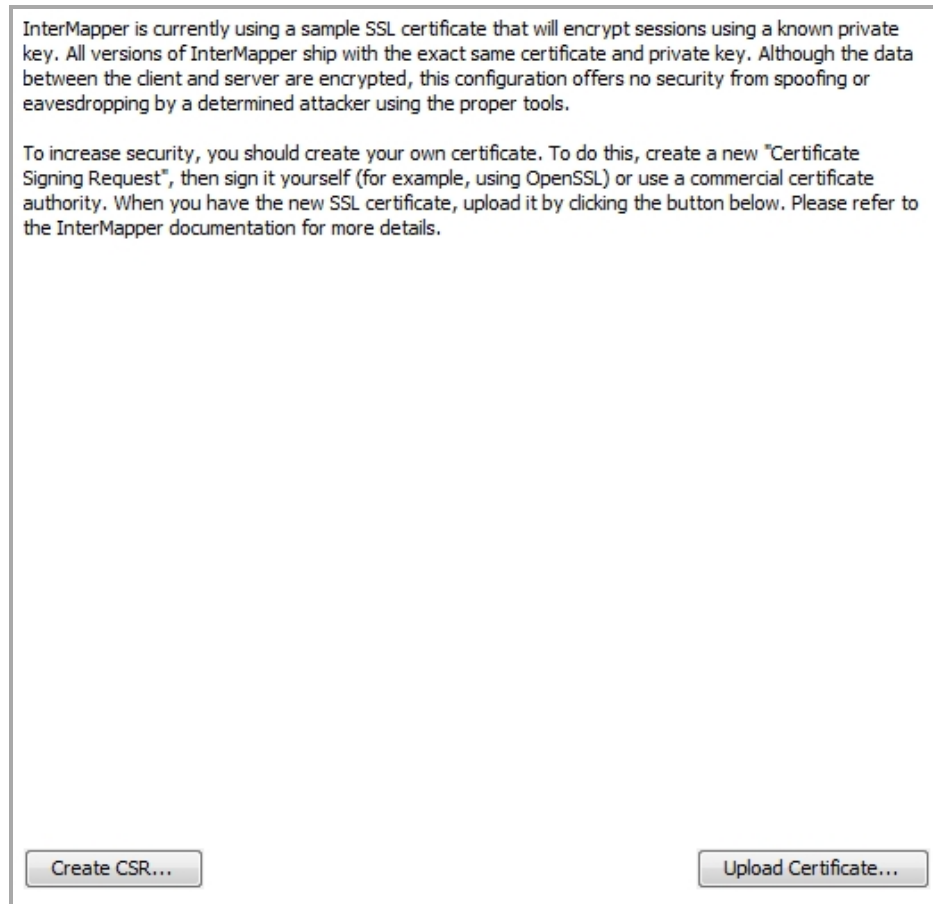 InterMapper is currently using a sample SSL certificate that will encrypt sessions using a known private
key. All versions of InterMapper ship with the exact same certificate and private key. Although the data
between the client and server are encrypted, this configuration offers no security from spoofing or
eavesdropping by a determined attacker using the proper tools.
To increase security, you should create your own certificate. To do this, create a new "Certificate
Signing Request", then sign it yourself (for example, using OpenSSL) or use a commercial certificate
authority. When you have the new SSL certificate, upload it by clicking the button below. Please refer to
the InterMapper documentation for more details.
Create CSR...
Upload Certificate...